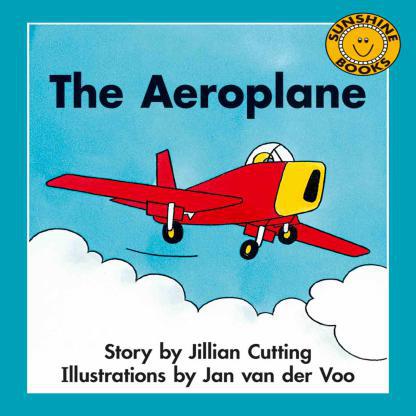 SUNSHINE
BOOKS
The Aeroplane
Story by Jillian Cutting
Illustrations by Jan van der Voo